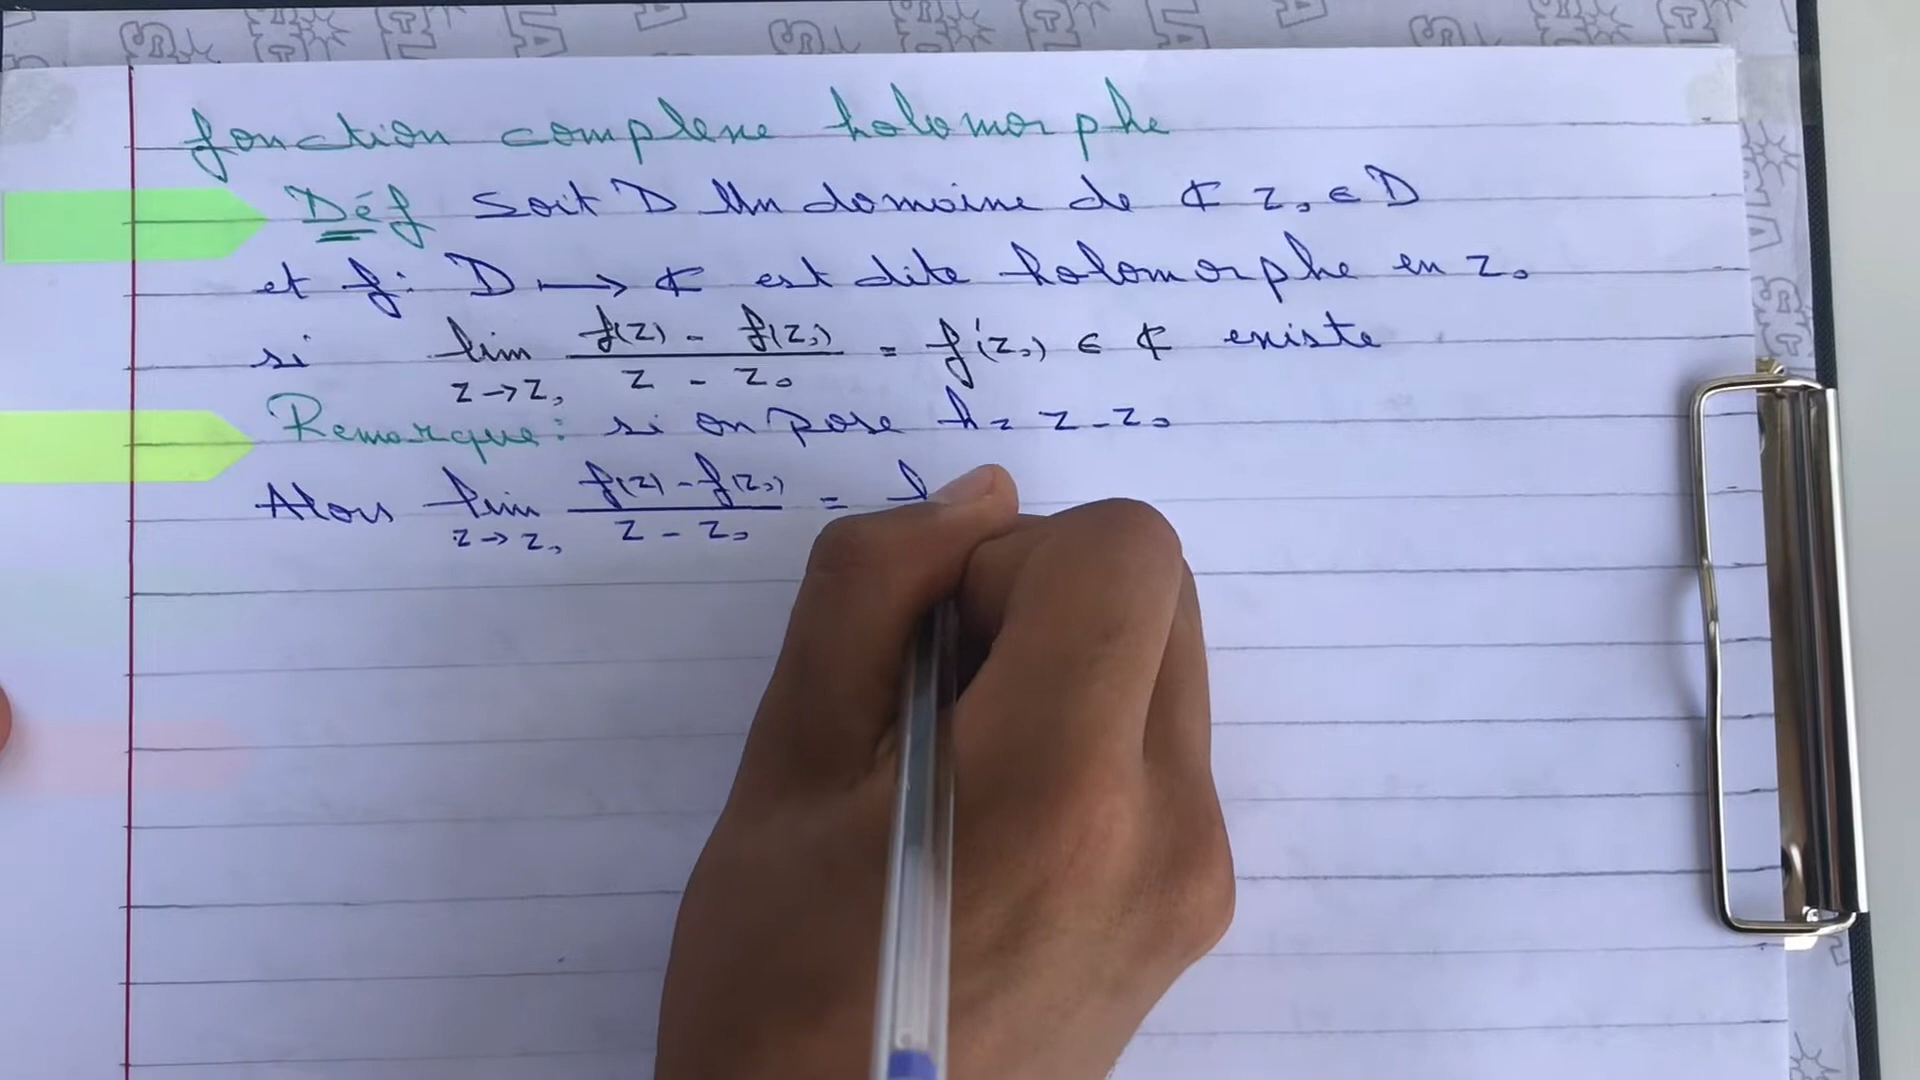 fonction complexe holomorphe
Déf Soit D Un domaine de ₵ z₀ ∈ D
et f: D ⟼ ₵ est dite holomorphe en z₀
si lim_{z→z₀} (f(z) - f(z₀))/(z - z₀) = f'(z₀) ∈ ₵ existe
Remarque: si on pose h = z - z₀
Alors lim_{z→z₀} (f(z) - f(z₀))/(z - z₀) =